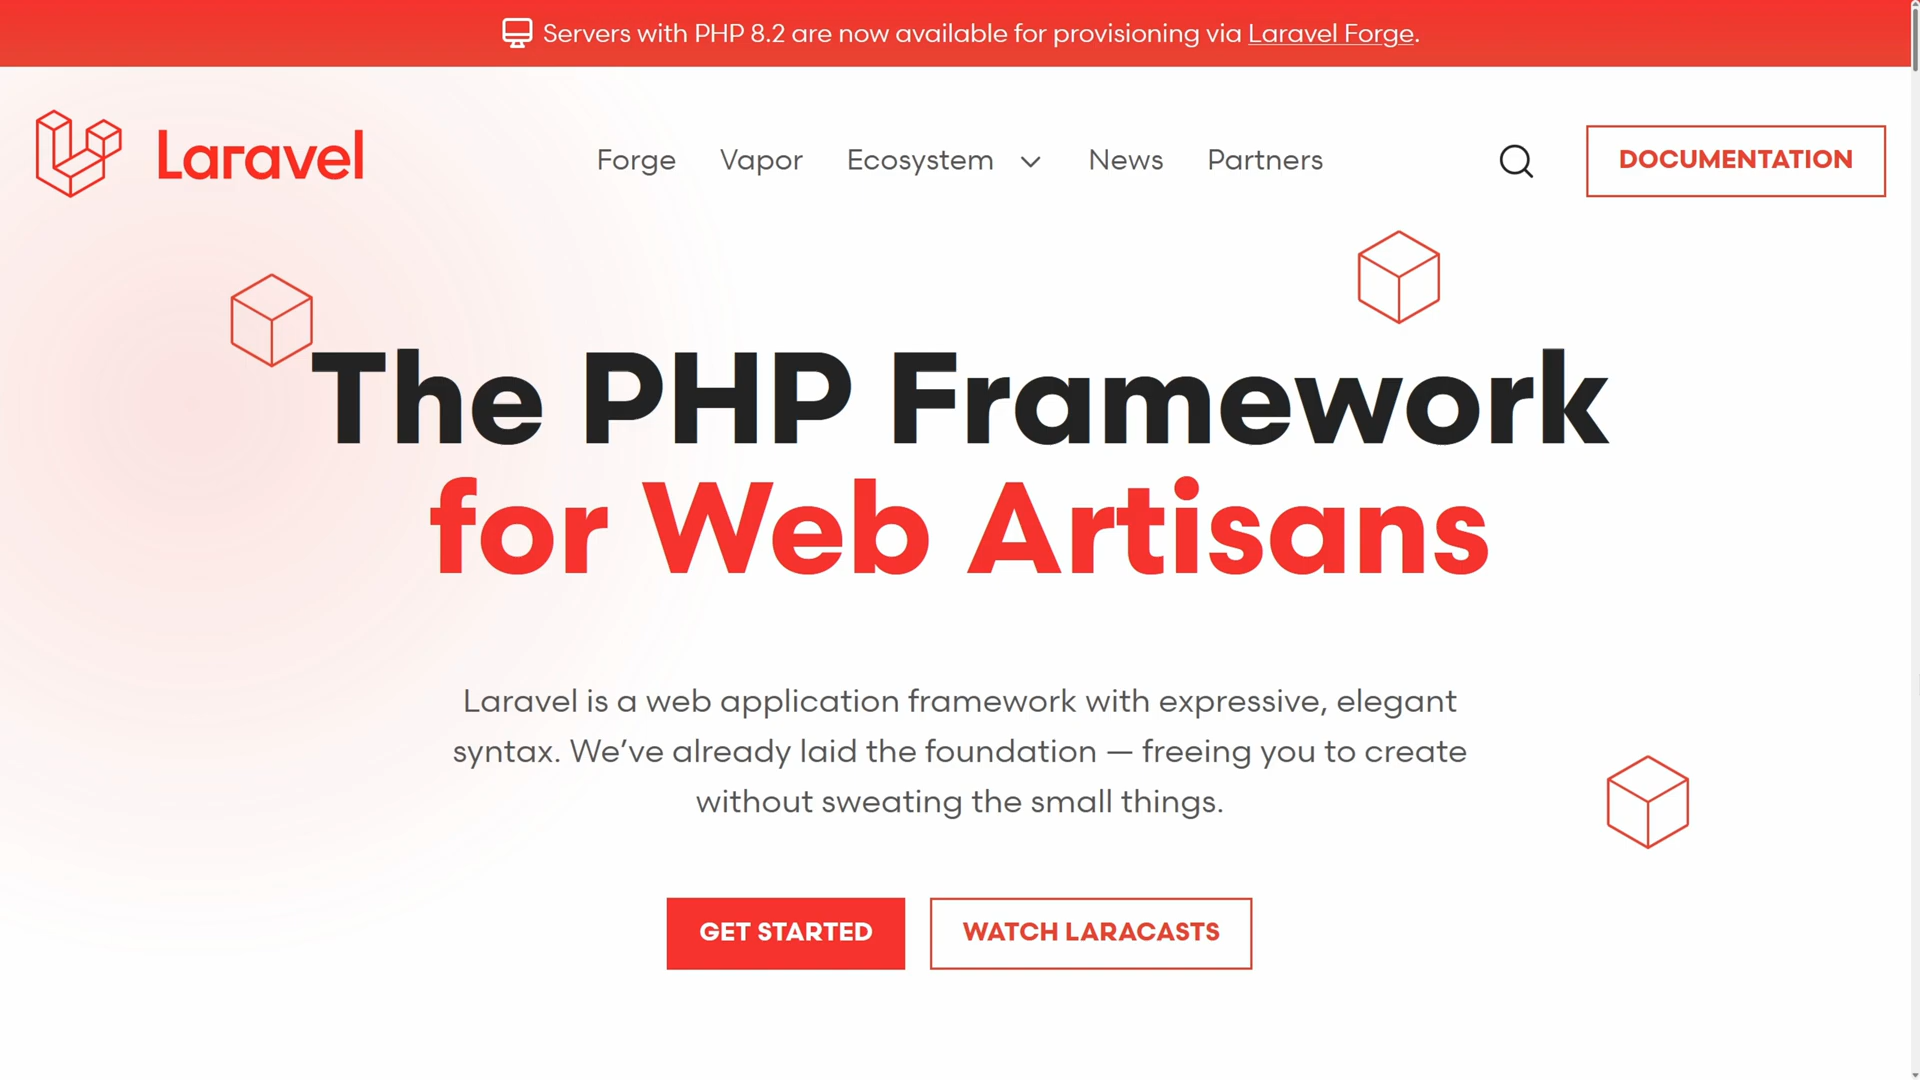 Servers with PHP 8.2 are now available for provisioning via Laravel Forge.
Laravel
Forge
Vapor
Ecosystem
News
Partners
DOCUMENTATION
The PHP Framework
for Web Artisans
Laravel is a web application framework with expressive, elegant
syntax. We’ve already laid the foundation — freeing you to create
without sweating the small things.
GET STARTED
WATCH LARACASTS